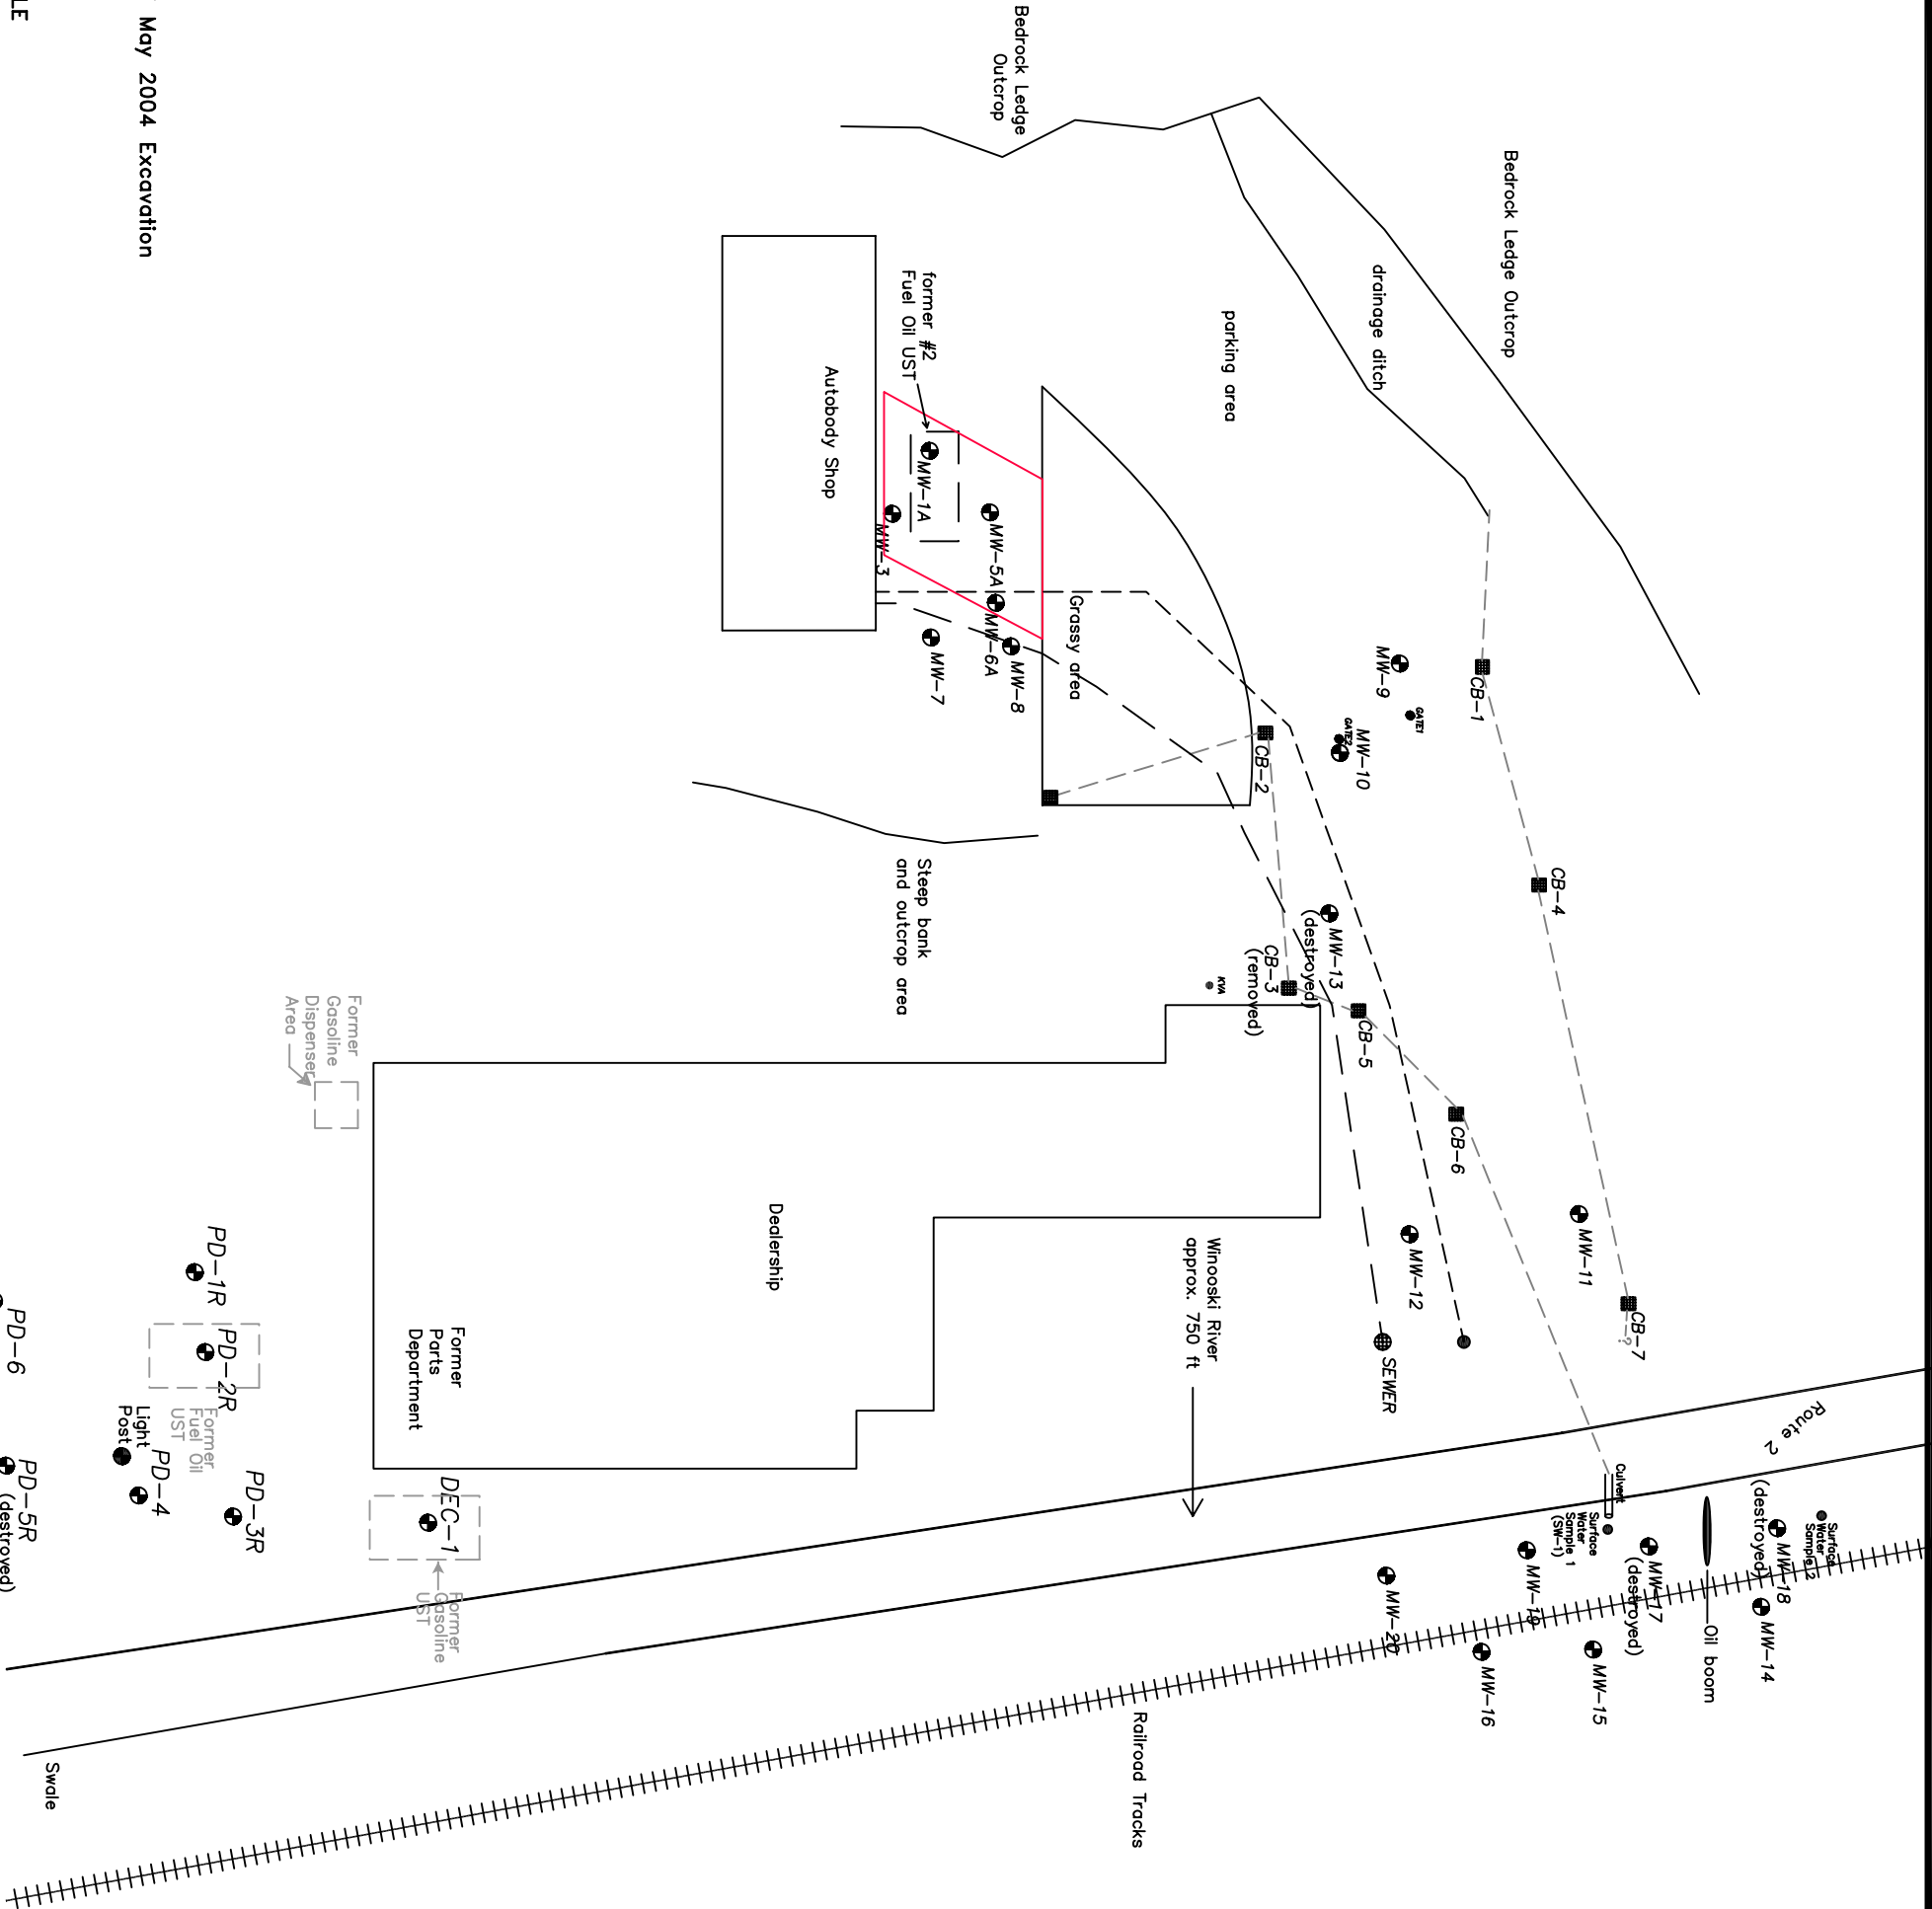 LE
May 2004 Excavation
Bedrock Ledge
Outcrop
Bedrock Ledge Outcrop
drainage ditch
parking area
former #2
Fuel Oil UST
Autobody Shop
MW-1A
MW-3
MW-5A
MW-6A
MW-7
MW-8
Grassy area
MW-9
GATE1
GATE2
MW-10
CB-1
CB-2
CB-4
Steep bank
and outcrop area
MW-13
(destroyed)
CB-3
(removed)
KVA
CB-5
CB-6
MW-11
MW-12
CB-7
?
SEWER
Former
Gasoline
Dispenser
Area
Dealership
Winooski River
approx. 750 ft
Former
Parts
Department
PD-1R
PD-2R
Former
Fuel Oil
UST
Light
Post
PD-4
PD-3R
PD-6
PD-5R
(destroyed)
DEC-1
Former
Gasoline
UST
Route 2
Culvert
Surface
Water
Sample 1
(SW-1)
Surface
Water
Sample 2
MW-18
(destroyed)
MW-17
(destroyed)
MW-19
MW-20
MW-14
MW-15
MW-16
Oil boom
Railroad Tracks
Swale